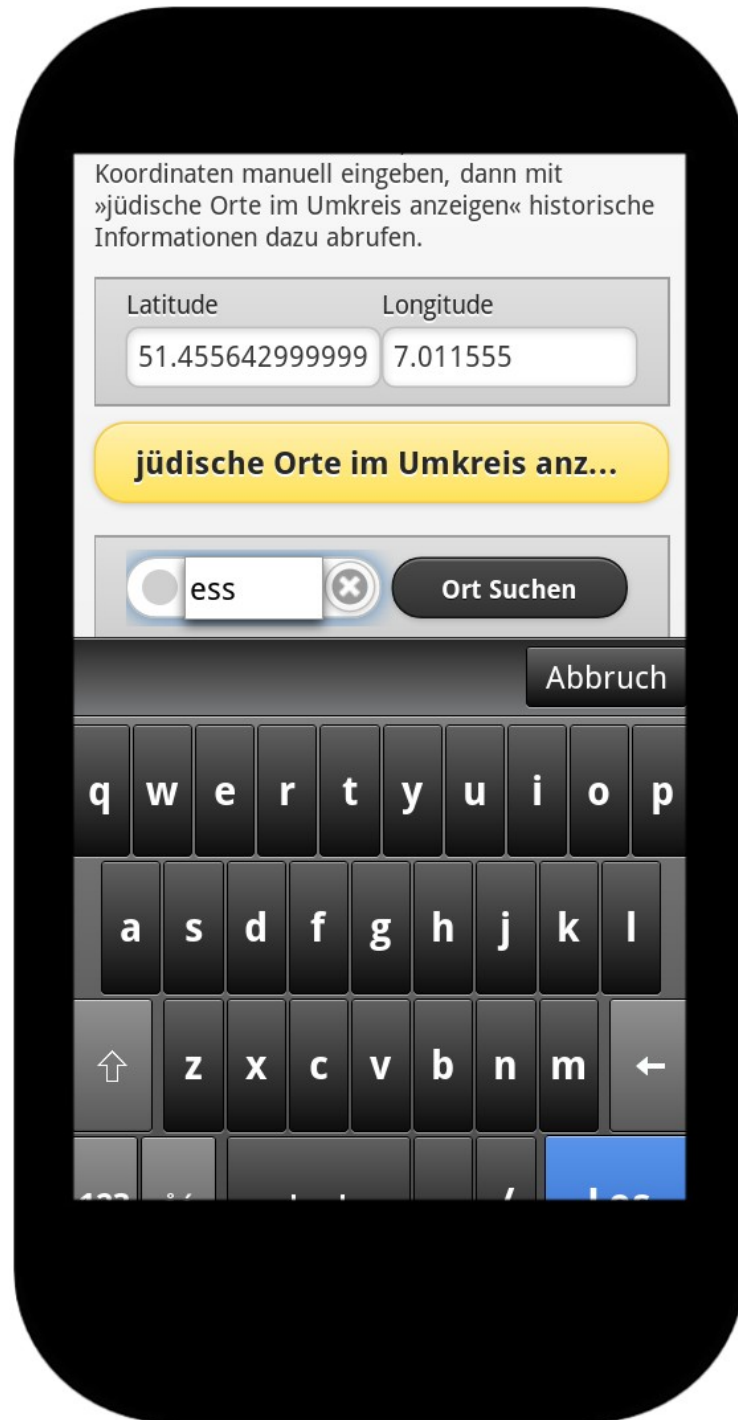 Koordinaten manuell eingeben, dann mit
»jüdische Orte im Umkreis anzeigen« historische
Informationen dazu abrufen.
Latitude Longitude
51.455642999999 7.011555
jüdische Orte im Umkreis anz...
ess Ort Suchen
Abbruch
q w e r t y u i o p
a s d f g h j k l
z x c v b n m